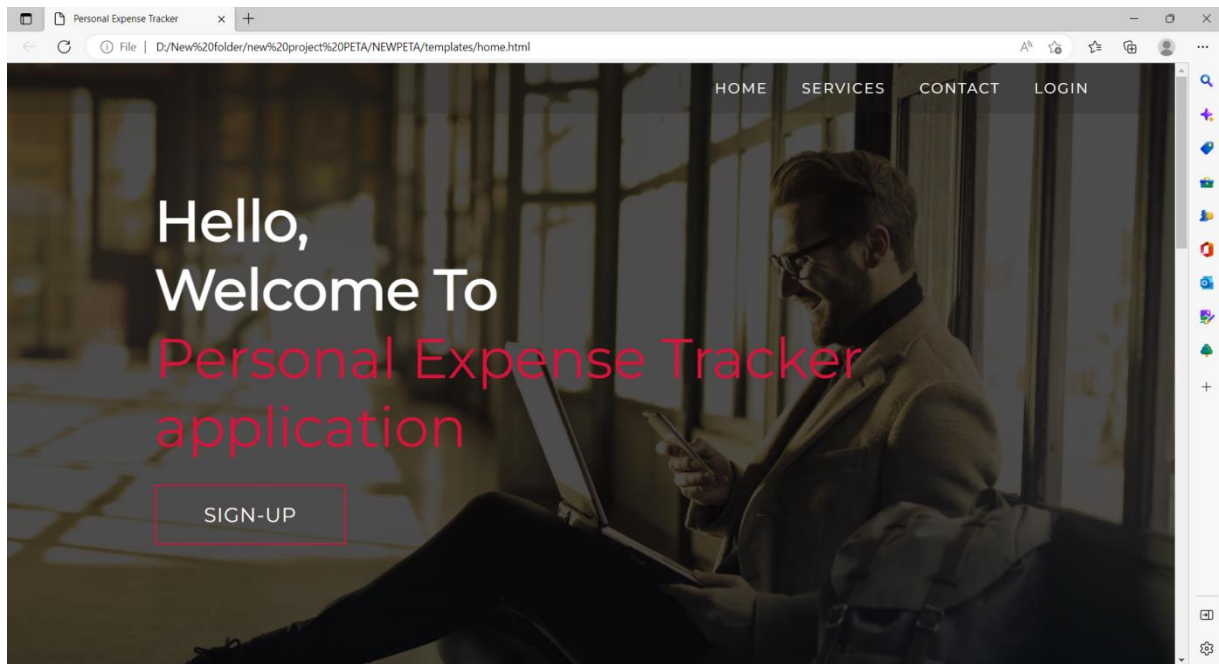 Personal Expense Tracker
File | D:/New%20folder/new%20project%20PETA/NEWPETA/templates/home.html
HOME SERVICES CONTACT LOGIN
Hello,
Welcome To
Personal Expense Tracker
application
SIGN-UP